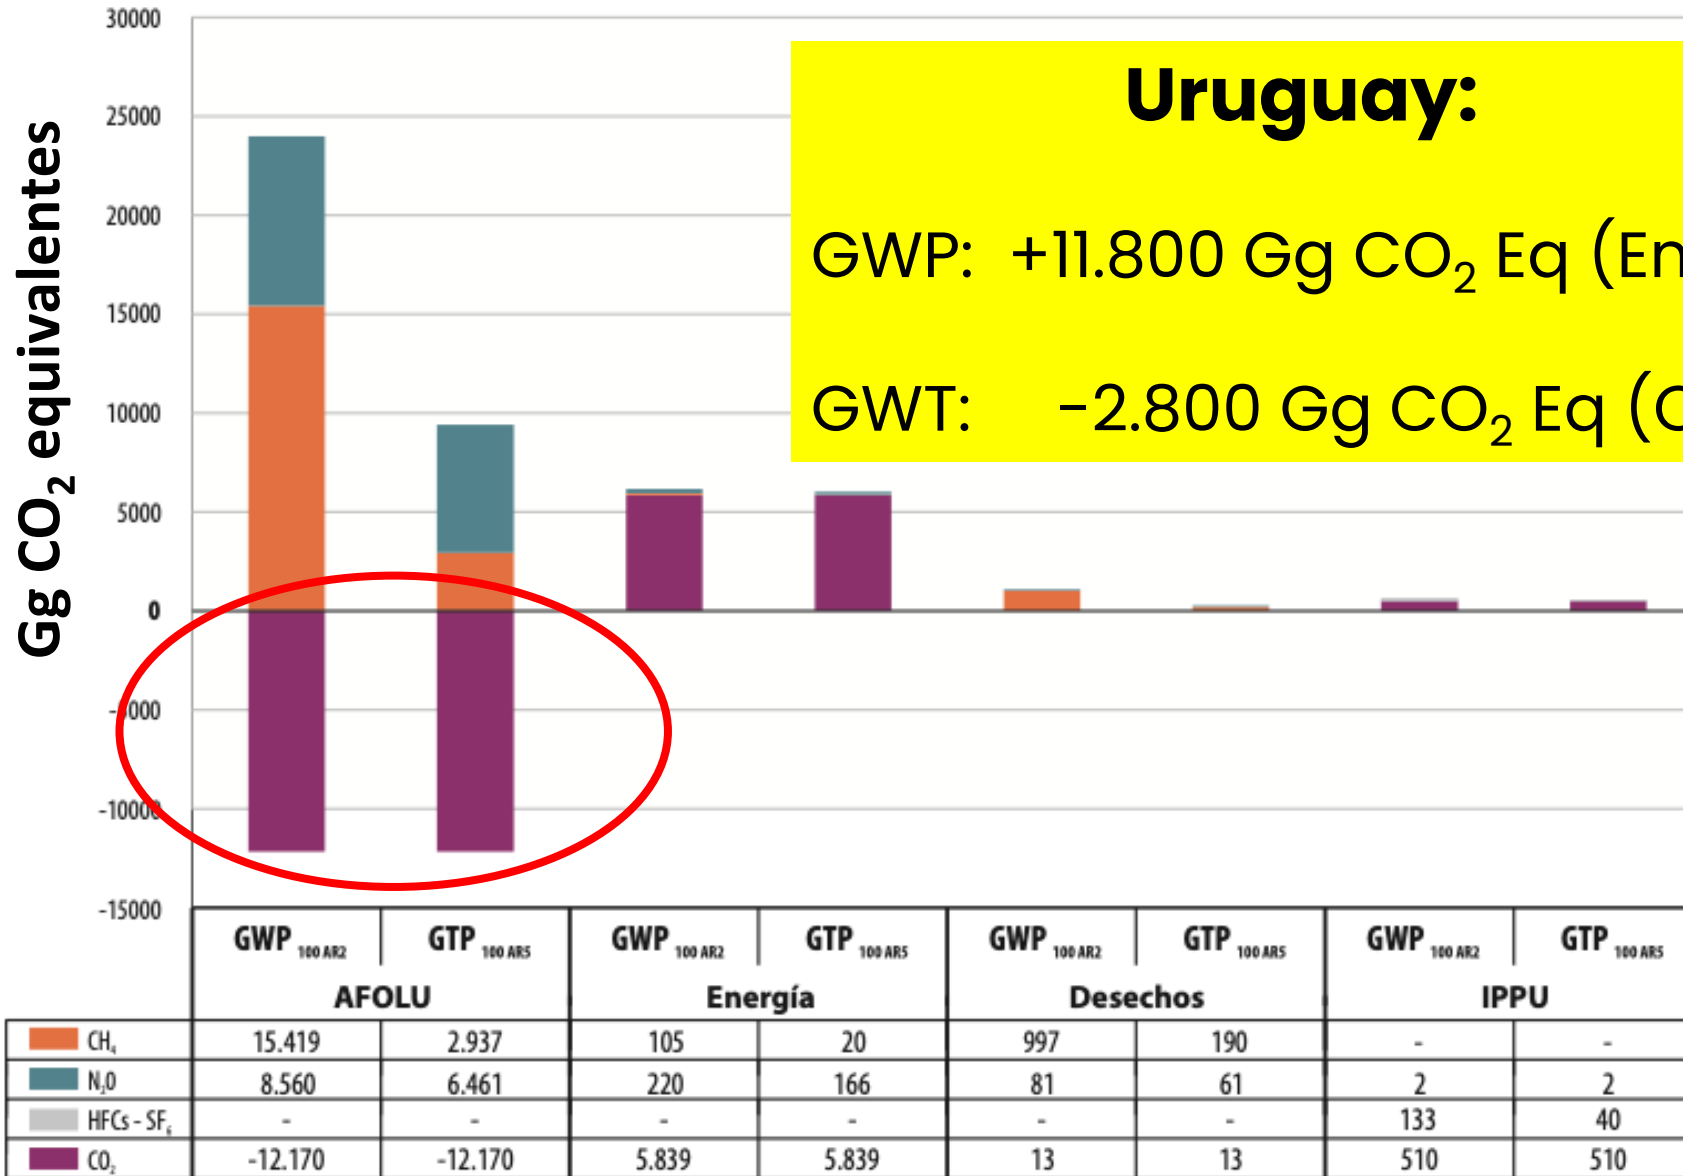 Gg CO₂ equivalentes
30000
25000
20000
15000
10000
5000
0
-5000
-10000
-15000
Uruguay:
GWP: +11.800 Gg CO₂ Eq (En
GWT: -2.800 Gg CO₂ Eq (
GWP 100 AR2 GTP 100 AR5 GWP 100 AR2 GTP 100 AR5 GWP 100 AR2 GTP 100 AR5 GWP 100 AR2 GTP 100 AR5
AFOLU Energía Desechos IPPU
CH₄ 15.419 2.937 105 20 997 190 - -
N₂O 8.560 6.461 220 166 81 61 2 2
HFCs - SF₆ - - - - - - 133 40
CO₂ -12.170 -12.170 5.839 5.839 13 13 510 510